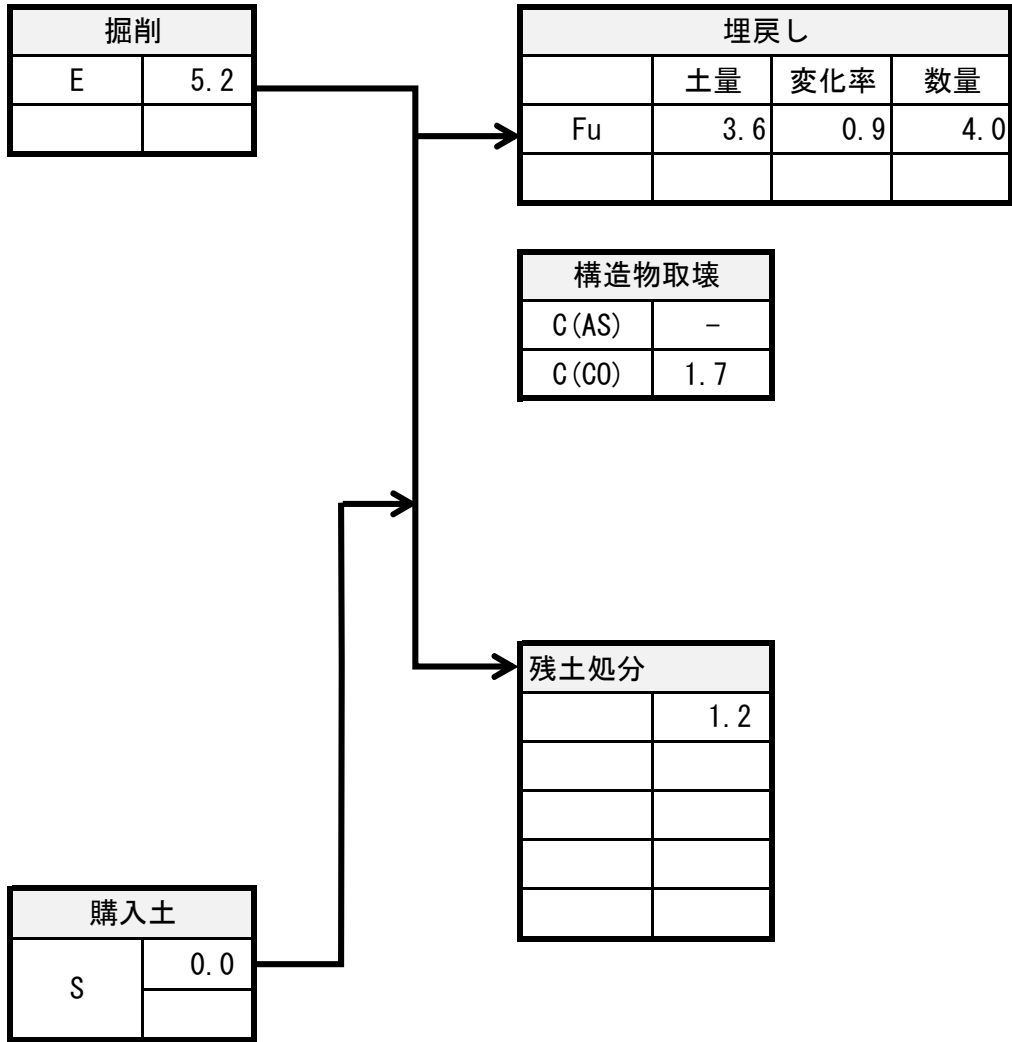 掘削
E 5.2
埋戻し
土量 変化率 数量
Fu 3.6 0.9 4.0
構造物取壊
C(AS) －
C(CO) 1.7
残土処分
1.2
購入土
S 0.0